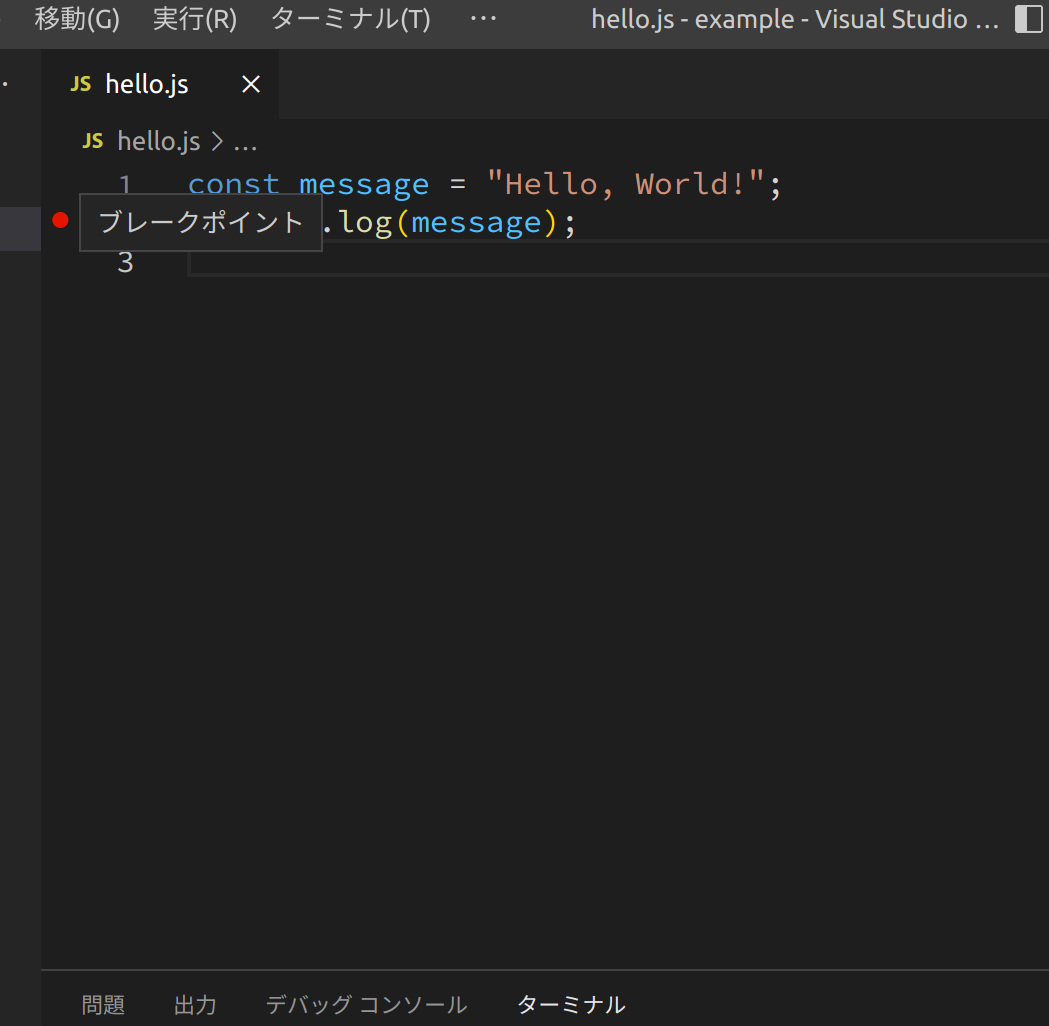 移動(G) 実行(R) ターミナル(T) ··· hello.js - example - Visual Studio ...
JS hello.js ×
JS hello.js > ...
1 const message = "Hello, World!";
ブレークポイント .log(message);
3
問題 出力 デバッグ コンソール ターミナル